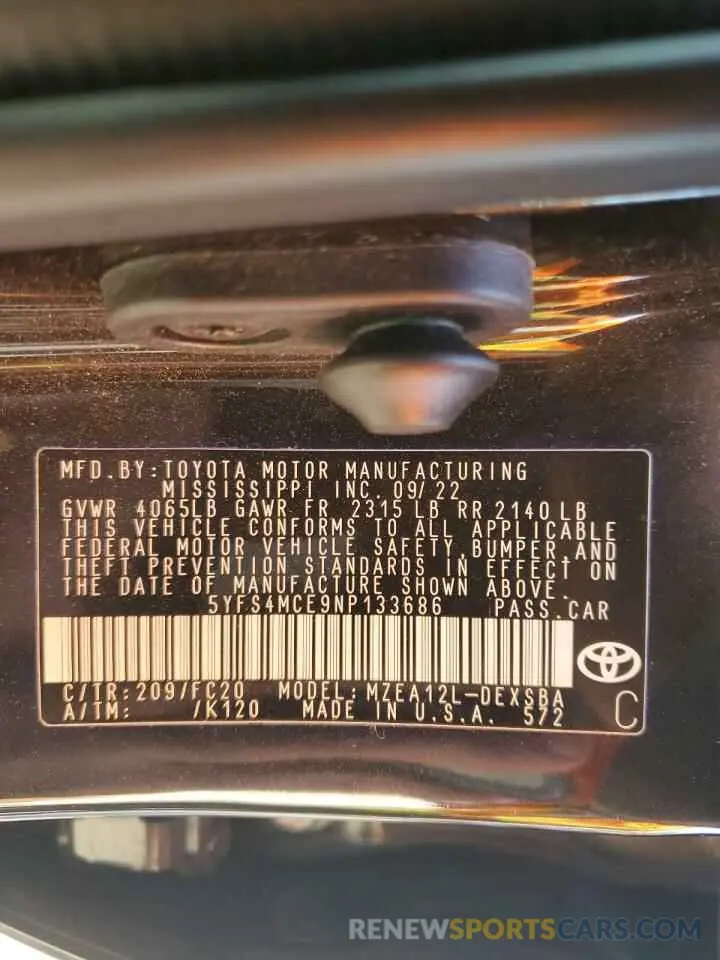 MFD. BY: TOYOTA MOTOR MANUFACTURING
MISSISSIPPI INC. 09/22
GVWR 4065LB GAWR FR 2315 LB RR 2140 LB
THIS VEHICLE CONFORMS TO ALL APPLICABLE
FEDERAL MOTOR VEHICLE SAFETY, BUMPER, AND
THEFT PREVENTION STANDARDS IN EFFECT ON
THE DATE OF MANUFACTURE SHOWN ABOVE.
5YFS4MCE9NP133686 PASS. CAR
C/TR: 209/FC20 MODEL: MZEA12L-DEXSBA
A/TM: /K120 MADE IN U.S.A. 572 C
RENEWSPORTSCARS.COM